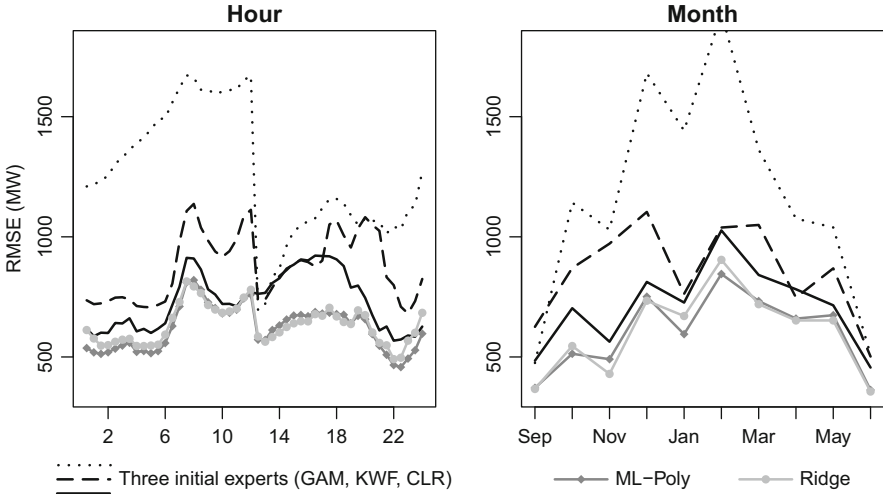 Hour
Month
RMSE (MW)
1500
1000
500
1500
1000
500
2 6 10 14 18 22
Sep Nov Jan Mar May
Three initial experts (GAM, KWF, CLR)
ML−Poly
Ridge